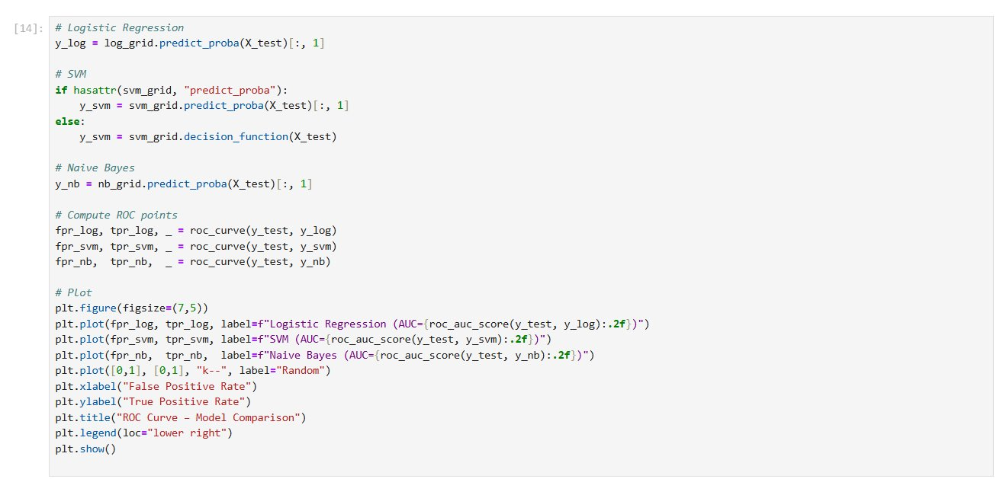 [14]:
# Logistic Regression
y_log = log_grid.predict_proba(X_test)[:, 1]
# SVM
if hasattr(svm_grid, "predict_proba"):
    y_svm = svm_grid.predict_proba(X_test)[:, 1]
else:
    y_svm = svm_grid.decision_function(X_test)
# Naive Bayes
y_nb = nb_grid.predict_proba(X_test)[:, 1]
# Compute ROC points
fpr_log, tpr_log, _ = roc_curve(y_test, y_log)
fpr_svm, tpr_svm, _ = roc_curve(y_test, y_svm)
fpr_nb,  tpr_nb,  _ = roc_curve(y_test, y_nb)
# Plot
plt.figure(figsize=(7,5))
plt.plot(fpr_log, tpr_log, label=f"Logistic Regression (AUC={roc_auc_score(y_test, y_log):.2f})")
plt.plot(fpr_svm, tpr_svm, label=f"SVM (AUC={roc_auc_score(y_test, y_svm):.2f})")
plt.plot(fpr_nb,  tpr_nb,  label=f"Naive Bayes (AUC={roc_auc_score(y_test, y_nb):.2f})")
plt.plot([0,1], [0,1], "k--", label="Random")
plt.xlabel("False Positive Rate")
plt.ylabel("True Positive Rate")
plt.title("ROC Curve – Model Comparison")
plt.legend(loc="lower right")
plt.show()